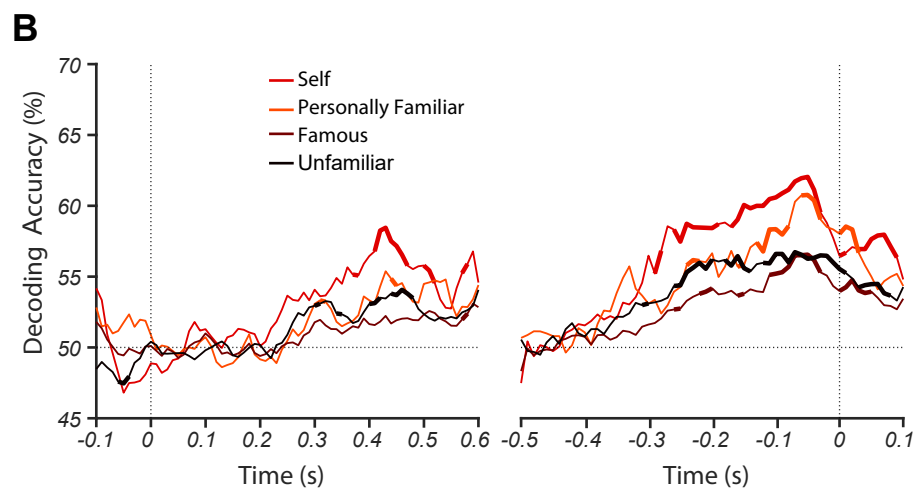 B
Decoding Accuracy (%)
70
65
60
55
50
45
Self
Personally Familiar
Famous
Unfamiliar
-0.1 0 0.1 0.2 0.3 0.4 0.5 0.6
Time (s)
-0.5 -0.4 -0.3 -0.2 -0.1 0 0.1
Time (s)